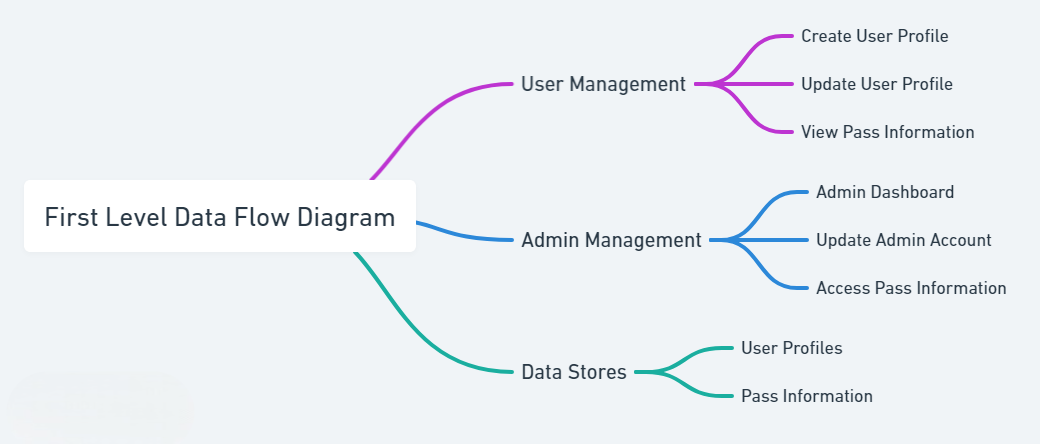 First Level Data Flow Diagram
User Management
Create User Profile
Update User Profile
View Pass Information
Admin Management
Admin Dashboard
Update Admin Account
Access Pass Information
Data Stores
User Profiles
Pass Information